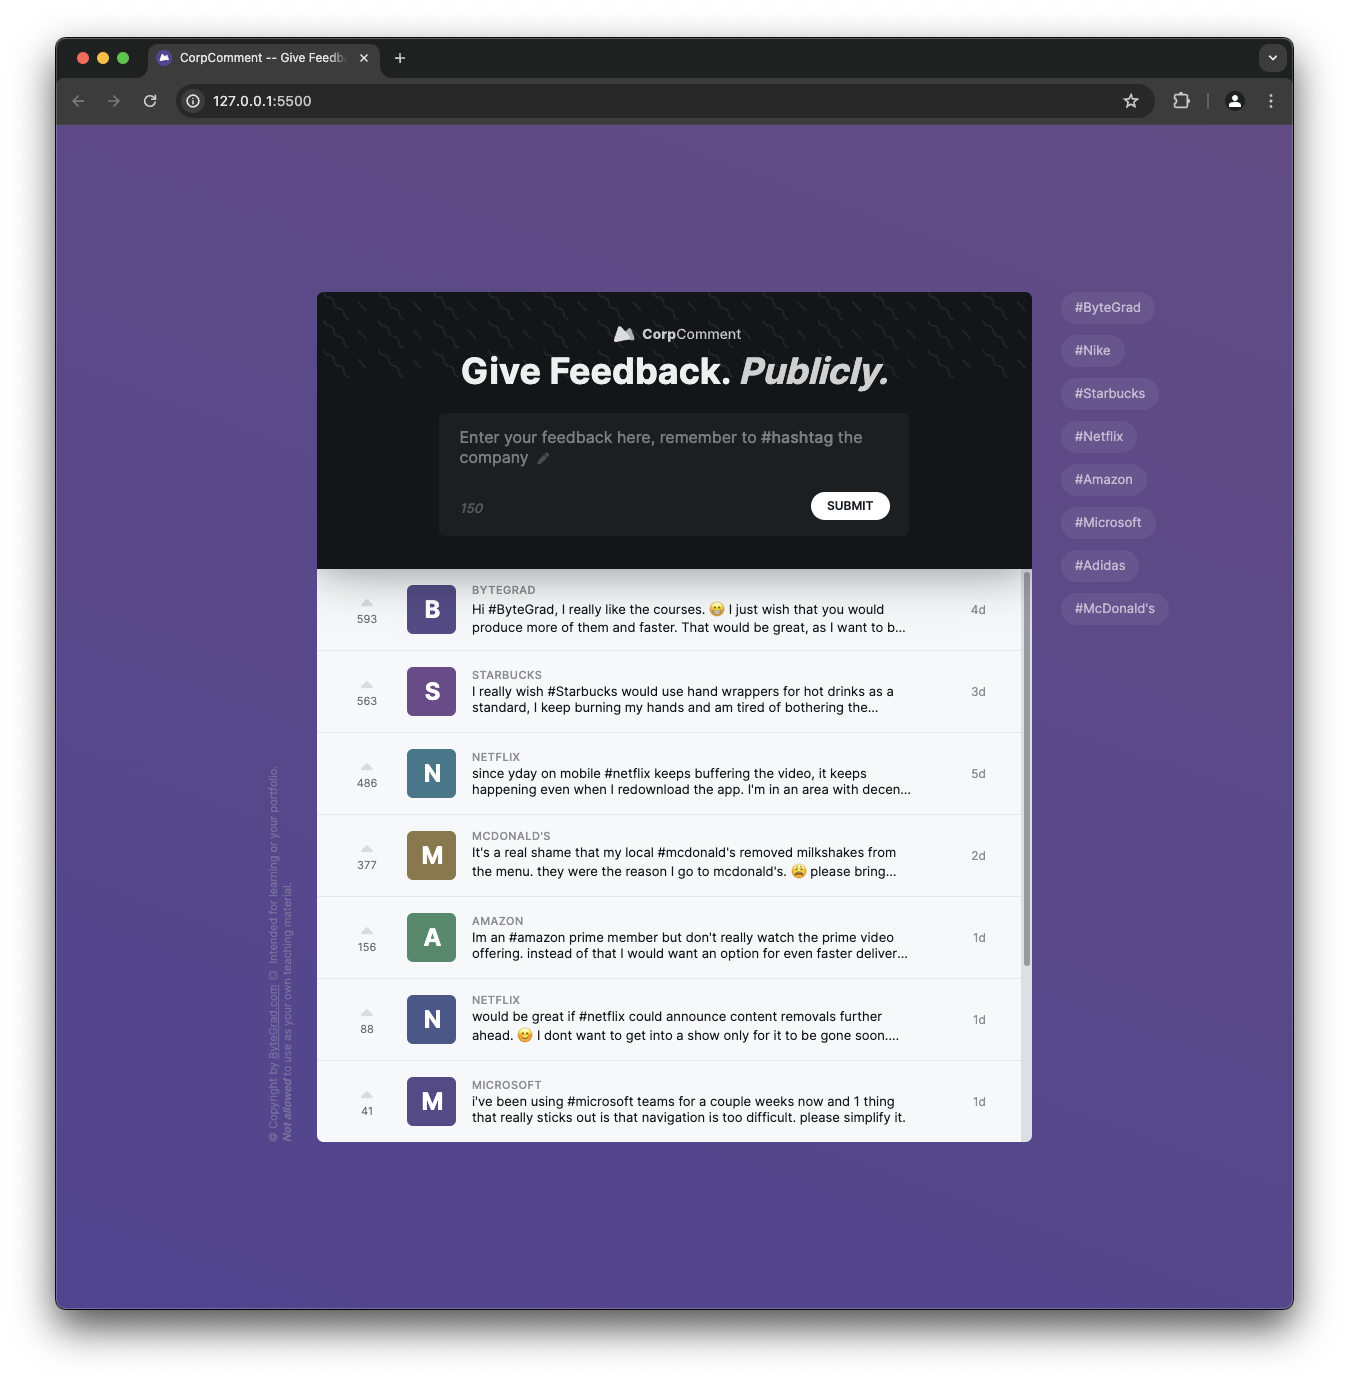 CorpComment -- Give Feedb
127.0.0.1:5500
CorpComment
Give Feedback. Publicly.
Enter your feedback here, remember to #hashtag the
company
150
SUBMIT
593
B
BYTEGRAD
Hi #ByteGrad, I really like the courses. 😁 I just wish that you would
produce more of them and faster. That would be great, as I want to b...
4d
563
S
STARBUCKS
I really wish #Starbucks would use hand wrappers for hot drinks as a
standard, I keep burning my hands and am tired of bothering the...
3d
486
N
NETFLIX
since yday on mobile #netflix keeps buffering the video, it keeps
happening even when I redownload the app. I'm in an area with decen...
5d
377
M
MCDONALD'S
It's a real shame that my local #mcdonald's removed milkshakes from
the menu. they were the reason I go to mcdonald's. 😩 please bring...
2d
156
A
AMAZON
Im an #amazon prime member but don't really watch the prime video
offering. instead of that I would want an option for even faster deliver...
1d
88
N
NETFLIX
would be great if #netflix could announce content removals further
ahead. 😊 I dont want to get into a show only for it to be gone soon....
1d
41
M
MICROSOFT
i've been using #microsoft teams for a couple weeks now and 1 thing
that really sticks out is that navigation is too difficult. please simplify it.
1d
#ByteGrad
#Nike
#Starbucks
#Netflix
#Amazon
#Microsoft
#Adidas
#McDonald's
© Copyright by ByteGrad.com Intended for learning or your portfolio.
Not allowed to use as your own teaching material.